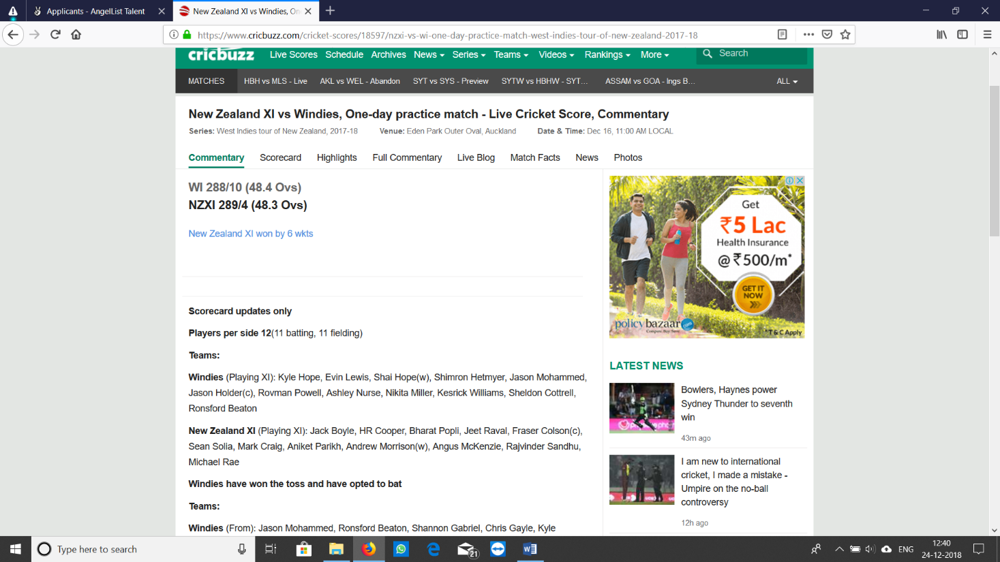 Applicants - AngelList Talent
New Zealand XI vs Windies, On
https://www.cricbuzz.com/cricket-scores/18597/nzxi-vs-wi-one-day-practice-match-west-indies-tour-of-new-zealand-2017-18
cricbuzz Live Scores Schedule Archives News Series Teams Videos Rankings More Search
MATCHES HBH vs MLS - Live AKL vs WEL - Abandon SYT vs SYS - Preview SYTW vs HBHW - SYT... ASSAM vs GOA - Ings B... ALL
New Zealand XI vs Windies, One-day practice match - Live Cricket Score, Commentary
Series: West Indies tour of New Zealand, 2017-18 Venue: Eden Park Outer Oval, Auckland Date & Time: Dec 16, 11:00 AM LOCAL
Commentary Scorecard Highlights Full Commentary Live Blog Match Facts News Photos
WI 288/10 (48.4 Ovs)
NZXI 289/4 (48.3 Ovs)
New Zealand XI won by 6 wkts
Scorecard updates only
Players per side 12(11 batting, 11 fielding)
Teams:
Windies (Playing XI): Kyle Hope, Evin Lewis, Shai Hope(w), Shimron Hetmyer, Jason Mohammed,
Jason Holder(c), Rovman Powell, Ashley Nurse, Nikita Miller, Kesrick Williams, Sheldon Cottrell,
Ronsford Beaton
New Zealand XI (Playing XI): Jack Boyle, HR Cooper, Bharat Popli, Jeet Raval, Fraser Colson(c),
Sean Solia, Mark Craig, Aniket Parikh, Andrew Morrison(w), Angus McKenzie, Rajvinder Sandhu,
Michael Rae
Windies have won the toss and have opted to bat
Teams:
Windies (From): Jason Mohammed, Ronsford Beaton, Shannon Gabriel, Chris Gayle, Kyle
Get
₹5 Lac
Health Insurance
@ ₹500/m*
GET IT
NOW
policybazaar.com
Compare. Buy. Save.
*T & C Apply
LATEST NEWS
Bowlers, Haynes power
Sydney Thunder to seventh
win
43m ago
I am new to international
cricket, I made a mistake -
Umpire on the no-ball
controversy
12h ago
Type here to search
21
ENG
12:40
24-12-2018